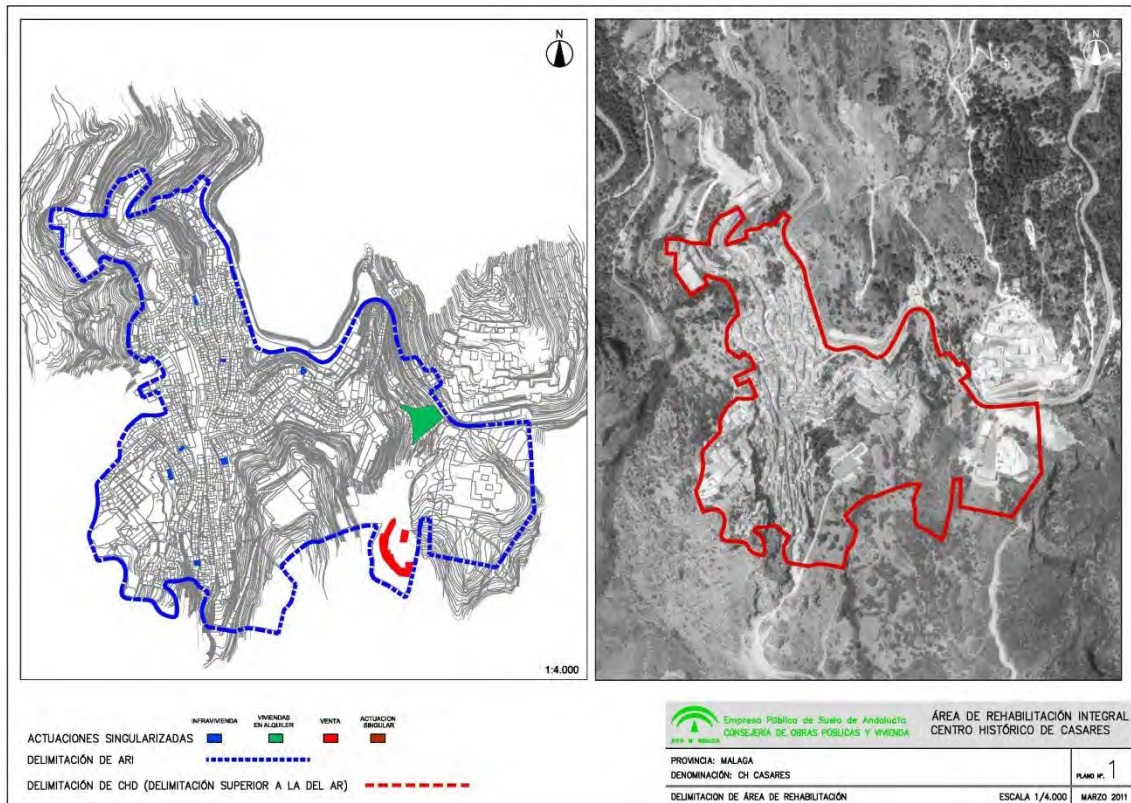 N
N
1:4.000
INFRAVIVIENDA
VIVIENDAS
EN ALQUILER
VENTA
ACTUACION
SINGULAR
ACTUACIONES SINGULARIZADAS
DELIMITACIÓN DE ARI
DELIMITACIÓN DE CHD (DELIMITACIÓN SUPERIOR A LA DEL AR)
JUNTA DE ANDALUCIA
Empresa Pública de Suelo de Andalucía
CONSEJERÍA DE OBRAS PÚBLICAS Y VIVIENDA
ÁREA DE REHABILITACIÓN INTEGRAL
CENTRO HISTÓRICO DE CASARES
PROVINCIA: MALAGA
DENOMINACIÓN: CH CASARES
PLANO Nº. 1
DELIMITACION DE ÁREA DE REHABILITACIÓN
ESCALA 1/4.000
MARZO 2011